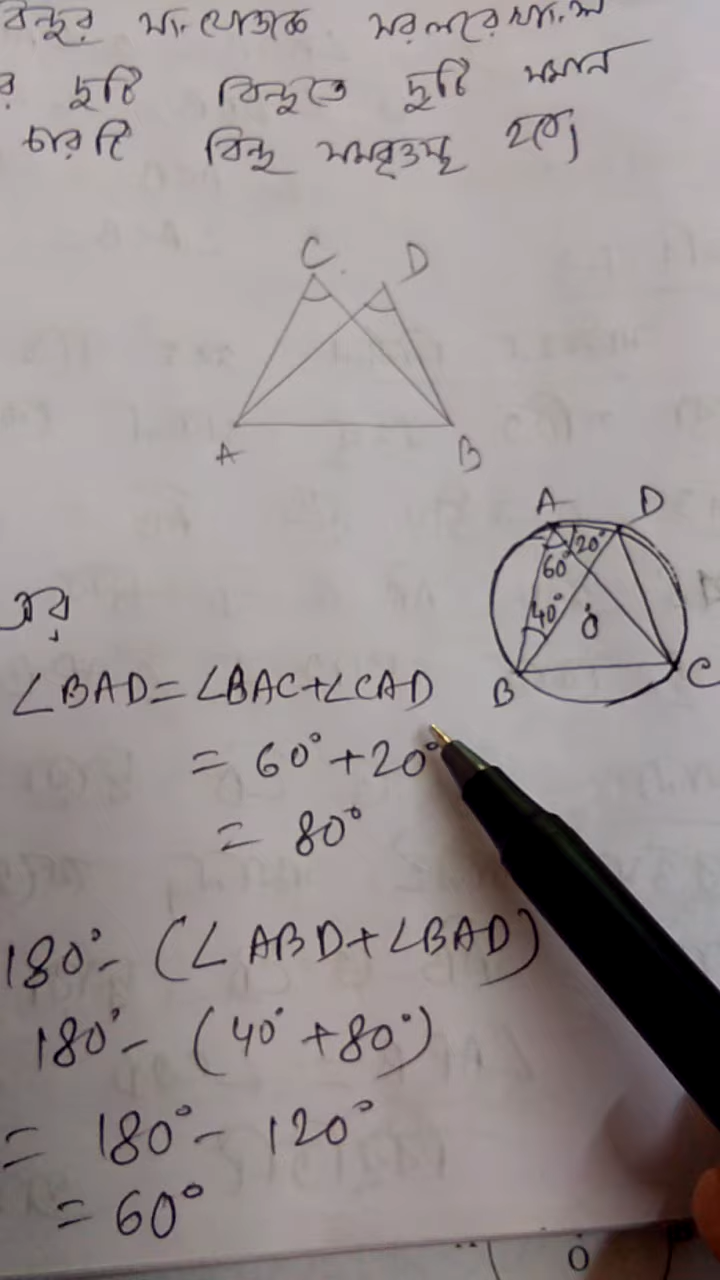 বিন্দুর সংযোজক সরলরেখাংশ
র দুটি বিন্দুতে দুটি সমান
চারটি বিন্দু সমবৃত্তস্থ হবে।
C D
A B
A D
60° 20°
40° O
B C
∠BAD = ∠BAC + ∠CAD
= 60° + 20°
= 80°
180° - (∠ABD + ∠BAD)
180° - (40° + 80°)
= 180° - 120°
= 60°
O